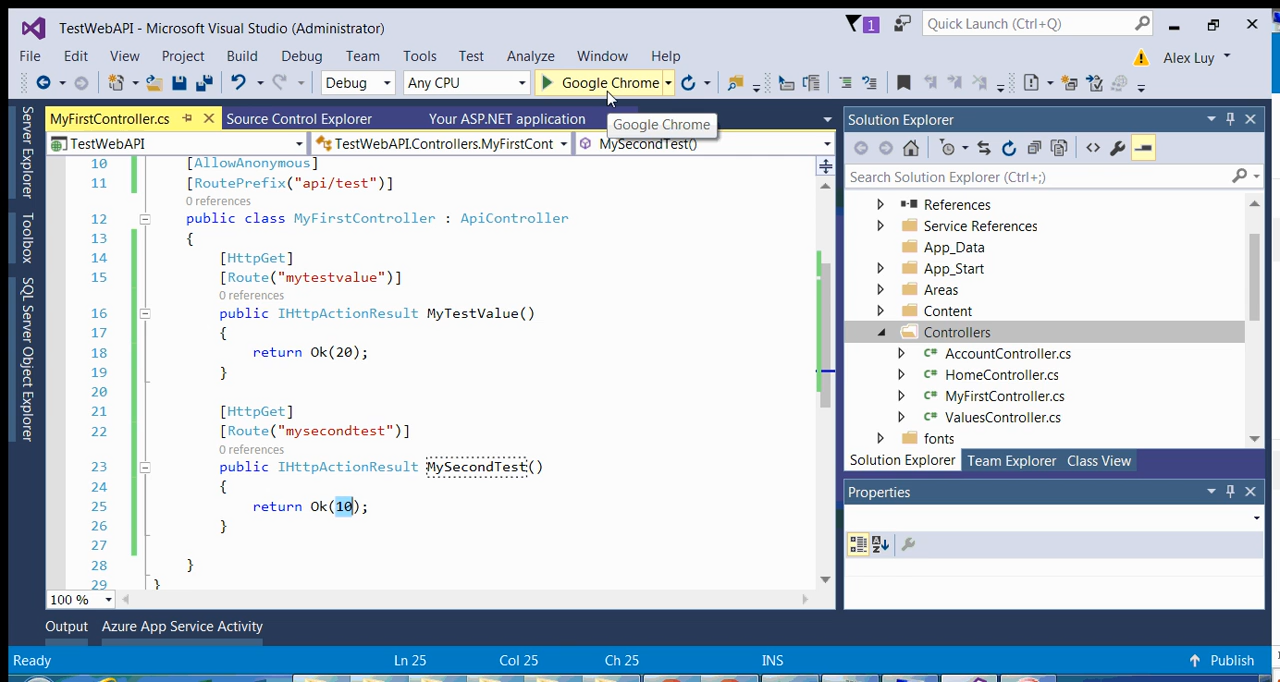 TestWebAPI - Microsoft Visual Studio (Administrator)
1
Quick Launch (Ctrl+Q)
File Edit View Project Build Debug Team Tools Test Analyze Window Help
Alex Luy
Debug Any CPU Google Chrome
Google Chrome
MyFirstController.cs Source Control Explorer Your ASP.NET application
TestWebAPI TestWebAPI.Controllers.MyFirstCont MySecondTest()
Server Explorer
Toolbox
SQL Server Object Explorer
10 [AllowAnonymous]
11 [RoutePrefix("api/test")]
0 references
12 public class MyFirstController : ApiController
13 {
14 [HttpGet]
15 [Route("mytestvalue")]
0 references
16 public IHttpActionResult MyTestValue()
17 {
18 return Ok(20);
19 }
20
21 [HttpGet]
22 [Route("mysecondtest")]
0 references
23 public IHttpActionResult MySecondTest()
24 {
25 return Ok(10);
26 }
27
28 }
29 }
100 %
Solution Explorer
Search Solution Explorer (Ctrl+;)
References
Service References
App_Data
App_Start
Areas
Content
Controllers
C# AccountController.cs
C# HomeController.cs
C# MyFirstController.cs
C# ValuesController.cs
fonts
Solution Explorer Team Explorer Class View
Properties
Output Azure App Service Activity
Ready Ln 25 Col 25 Ch 25 INS Publish